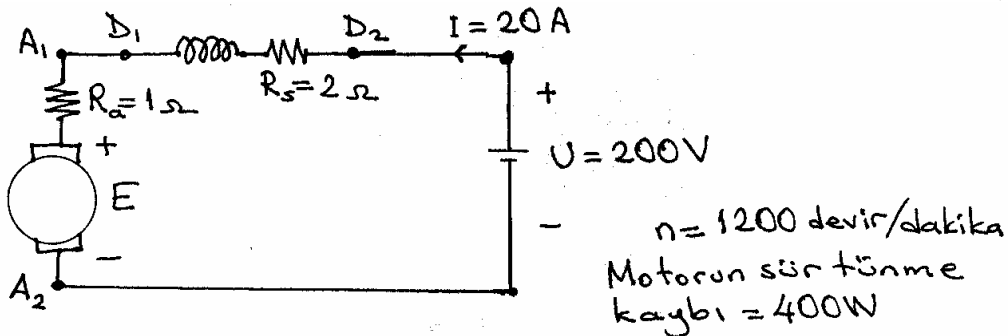 A₁ D₁ D₂ I = 20 A
Rₛ = 2 Ω
Rₐ = 1 Ω
+
+
U = 200V
E
−
−
A₂
n = 1200 devir/dakika
Motorun sürtünme
kaybı = 400W